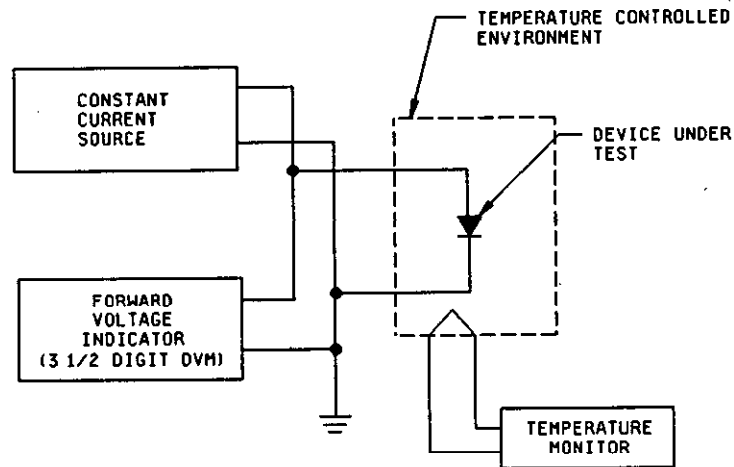 TEMPERATURE CONTROLLED
ENVIRONMENT
CONSTANT
CURRENT
SOURCE
DEVICE UNDER
TEST
FORWARD
VOLTAGE
INDICATOR
(3 1/2 DIGIT DVM)
TEMPERATURE
MONITOR